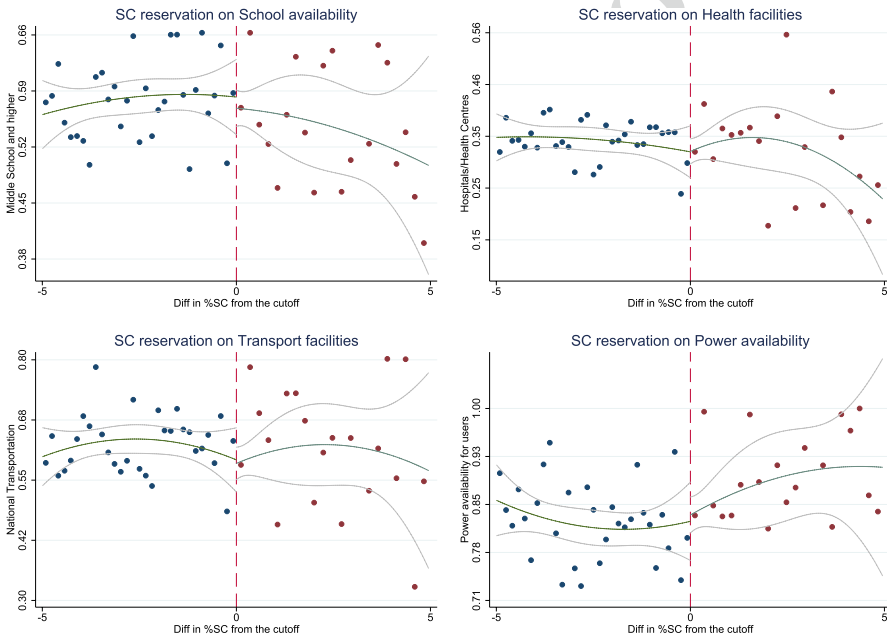 SC reservation on School availability
Middle School and higher
0.66
0.59
0.52
0.45
0.38
-5 0 5
Diff in %SC from the cutoff
SC reservation on Health facilities
Hospitals/Health Centres
0.56
0.46
0.35
0.25
0.15
-5 0 5
Diff in %SC from the cutoff
SC reservation on Transport facilities
National Transportation
0.80
0.68
0.55
0.42
0.30
-5 0 5
Diff in %SC from the cutoff
SC reservation on Power availability
Power availability for users
1.00
0.93
0.85
0.78
0.71
-5 0 5
Diff in %SC from the cutoff